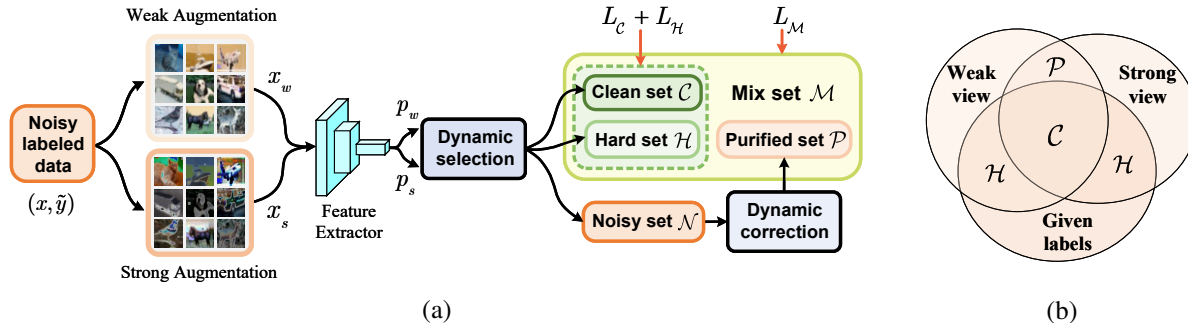 Weak Augmentation
Noisy
labeled
data
(x, ỹ)
x_w
x_s
Strong Augmentation
Feature
Extractor
p_w
p_s
Dynamic
selection
L_C + L_H
L_M
Clean set C
Hard set H
Mix set M
Purified set P
Noisy set N
Dynamic
correction
(a)
Weak
view
P
Strong
view
C
H
H
Given
labels
(b)